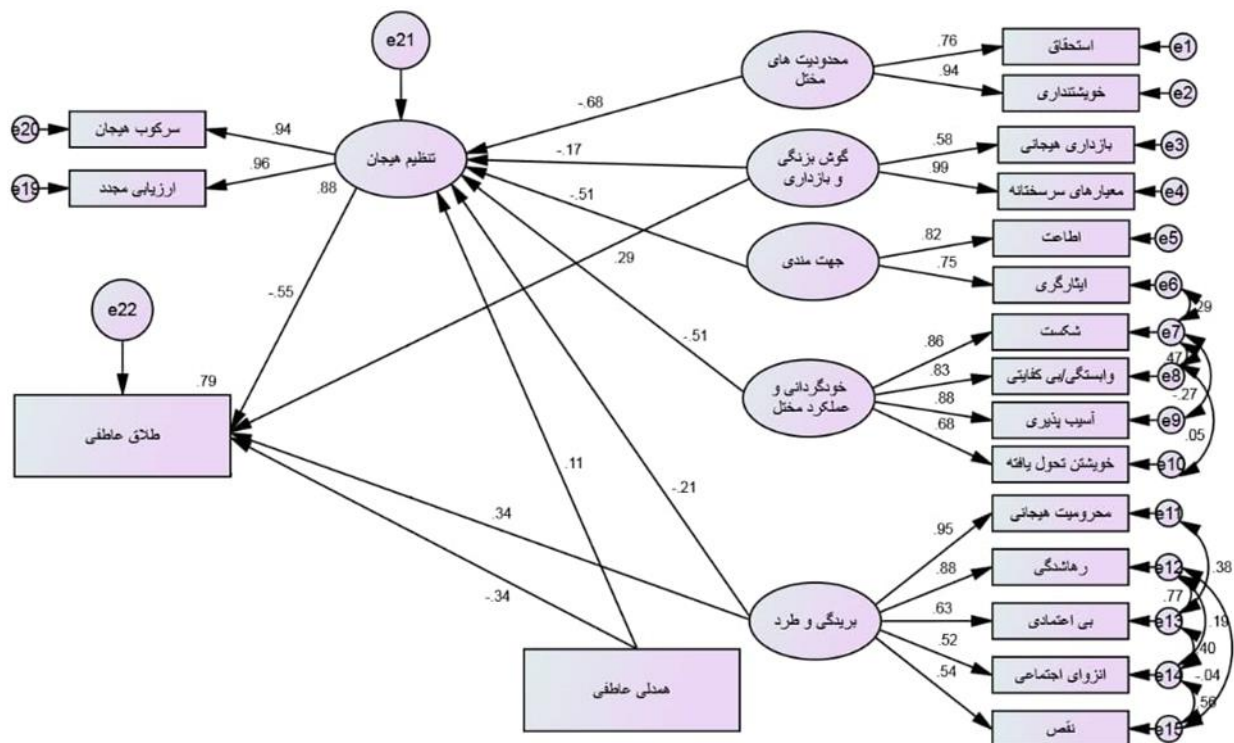 e21
محدودیت های
مختل
.76
استحقاق
e1
.94
خویشتنداری
e2
-.68
e20
سرکوب هیجان
.94
تنظیم هیجان
e19
ارزیابی مجدد
.96
.88
-.17
گوش بزنگی
و بازداری
.58
بازداری هیجانی
e3
.99
معیارهای سرسختانه
e4
-.51
.29
جهت مندی
.82
اطاعت
e5
.75
ایثارگری
e6
.29
e22
-.55
-.51
خودگردانی و
عملکرد مختل
.86
شکست
e7
.47
.83
وابستگی/بی کفایتی
e8
-.27
.88
آسیب پذیری
e9
.05
.68
خویشتن تحول یافته
e10
.79
طلاق عاطفی
.11
-.21
.34
-.34
بریدگی و طرد
.95
محرومیت هیجانی
e11
.38
.88
رهاشدگی
e12
.77
.19
.63
بی اعتمادی
e13
.40
.52
انزوای اجتماعی
e14
-.04
.56
.54
نقص
e15
همدلی عاطفی